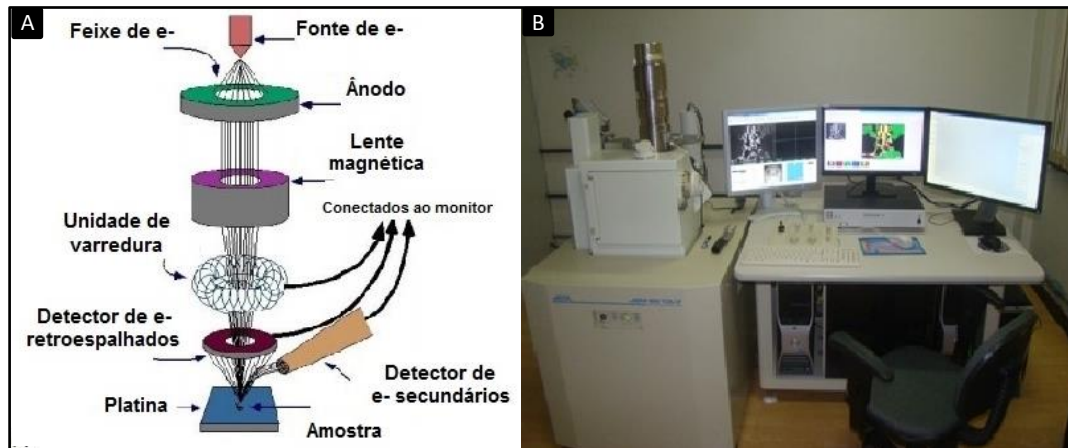 A
Feixe de e-
Fonte de e-
Ânodo
Lente
magnética
Conectados ao monitor
Unidade de
varredura
Detector de e-
retroespalhados
Detector de
e- secundários
Platina
Amostra
B